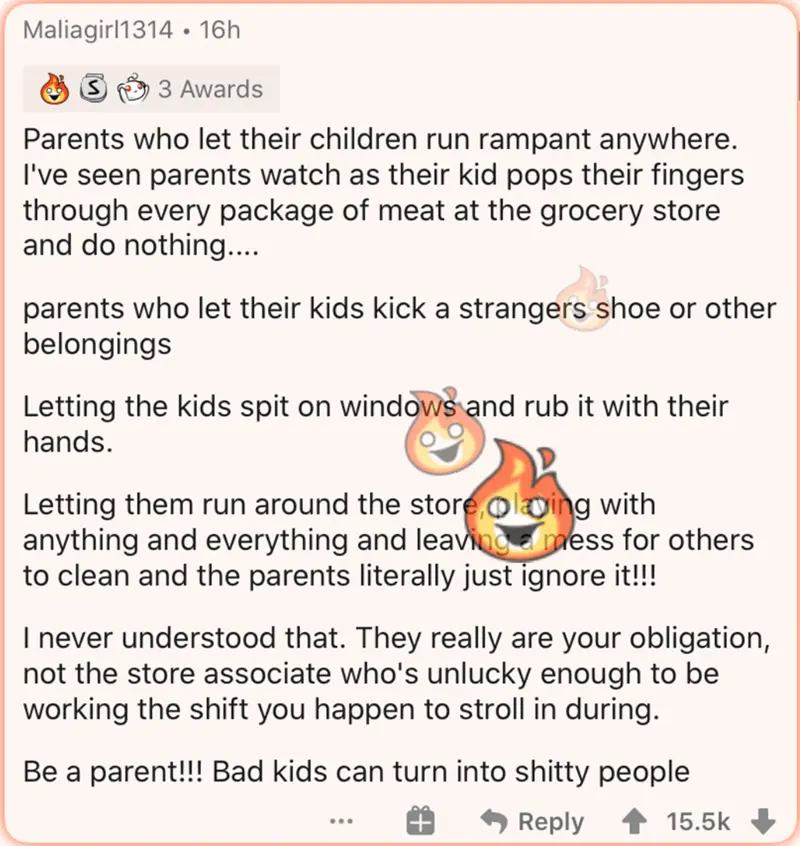 Maliagirl1314 • 16h
S 3 Awards
Parents who let their children run rampant anywhere.
I've seen parents watch as their kid pops their fingers
through every package of meat at the grocery store
and do nothing....
parents who let their kids kick a strangers shoe or other
belongings
Letting the kids spit on windows and rub it with their
hands.
Letting them run around the store, playing with
anything and everything and leaving a mess for others
to clean and the parents literally just ignore it!!!
I never understood that. They really are your obligation,
not the store associate who's unlucky enough to be
working the shift you happen to stroll in during.
Be a parent!!! Bad kids can turn into shitty people
... Reply 15.5k